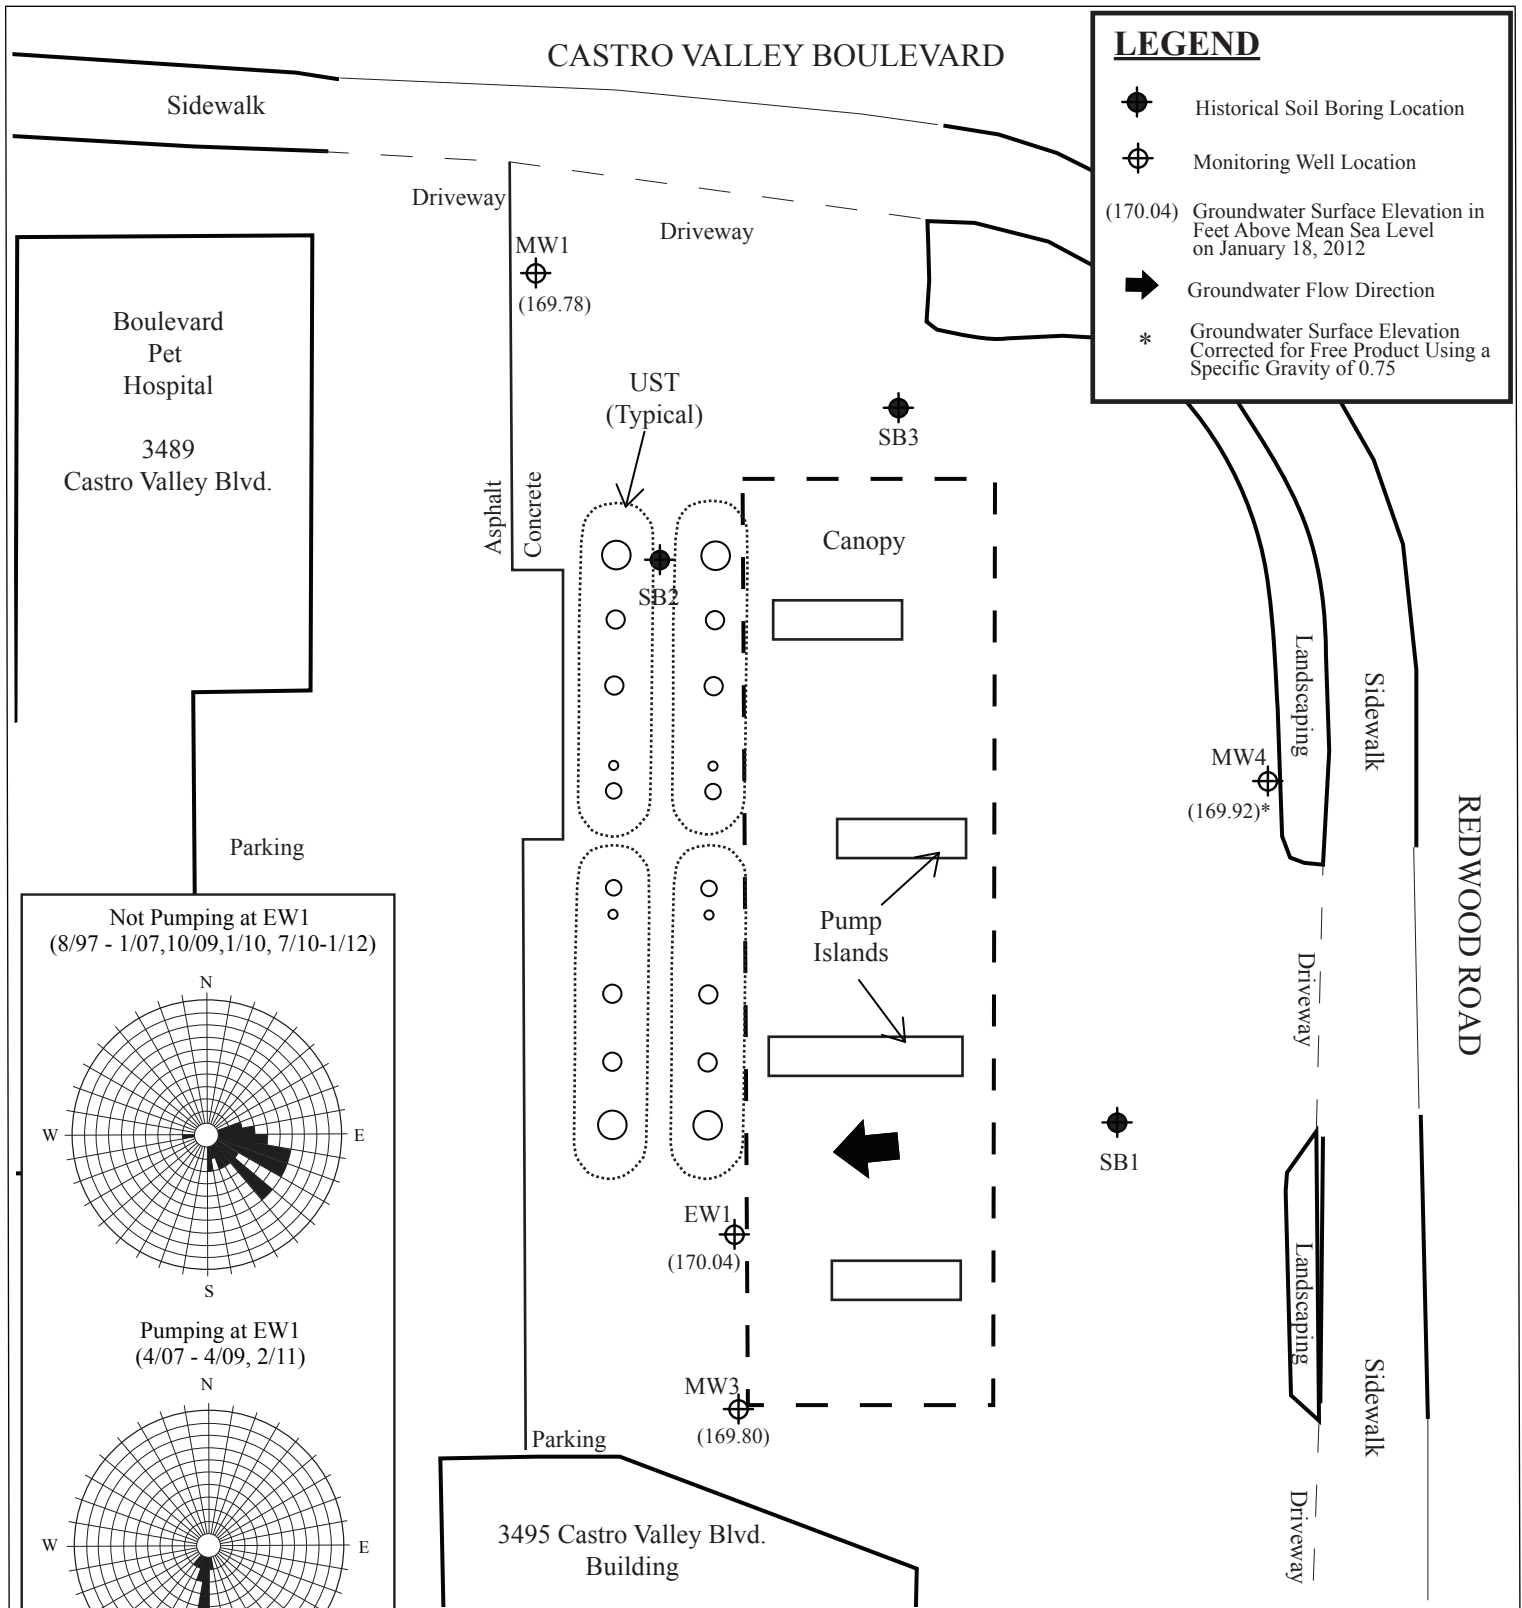 CASTRO VALLEY BOULEVARD
LEGEND
Historical Soil Boring Location
Monitoring Well Location
(170.04) Groundwater Surface Elevation in
Feet Above Mean Sea Level
on January 18, 2012
Groundwater Flow Direction
* Groundwater Surface Elevation
Corrected for Free Product Using a
Specific Gravity of 0.75
Sidewalk
Driveway
Driveway
MW1
(169.78)
Boulevard
Pet
Hospital
3489
Castro Valley Blvd.
UST
(Typical)
SB3
Asphalt
Concrete
Canopy
SB2
Landscaping
Sidewalk
MW4
(169.92)*
REDWOOD ROAD
Parking
Pump
Islands
Driveway
Not Pumping at EW1
(8/97 - 1/07,10/09,1/10, 7/10-1/12)
N
W
E
S
SB1
EW1
(170.04)
Landscaping
Pumping at EW1
(4/07 - 4/09, 2/11)
N
W
E
MW3
(169.80)
Sidewalk
Parking
Driveway
3495 Castro Valley Blvd.
Building